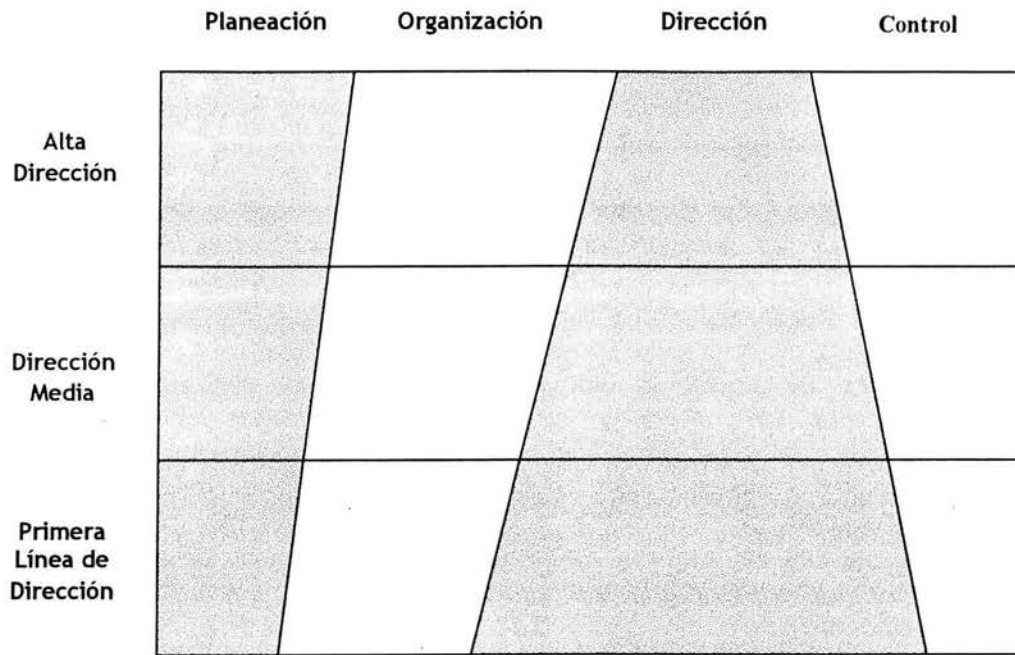 Planeación Organización Dirección Control
Alta
Dirección
Dirección
Media
Primera
Línea de
Dirección